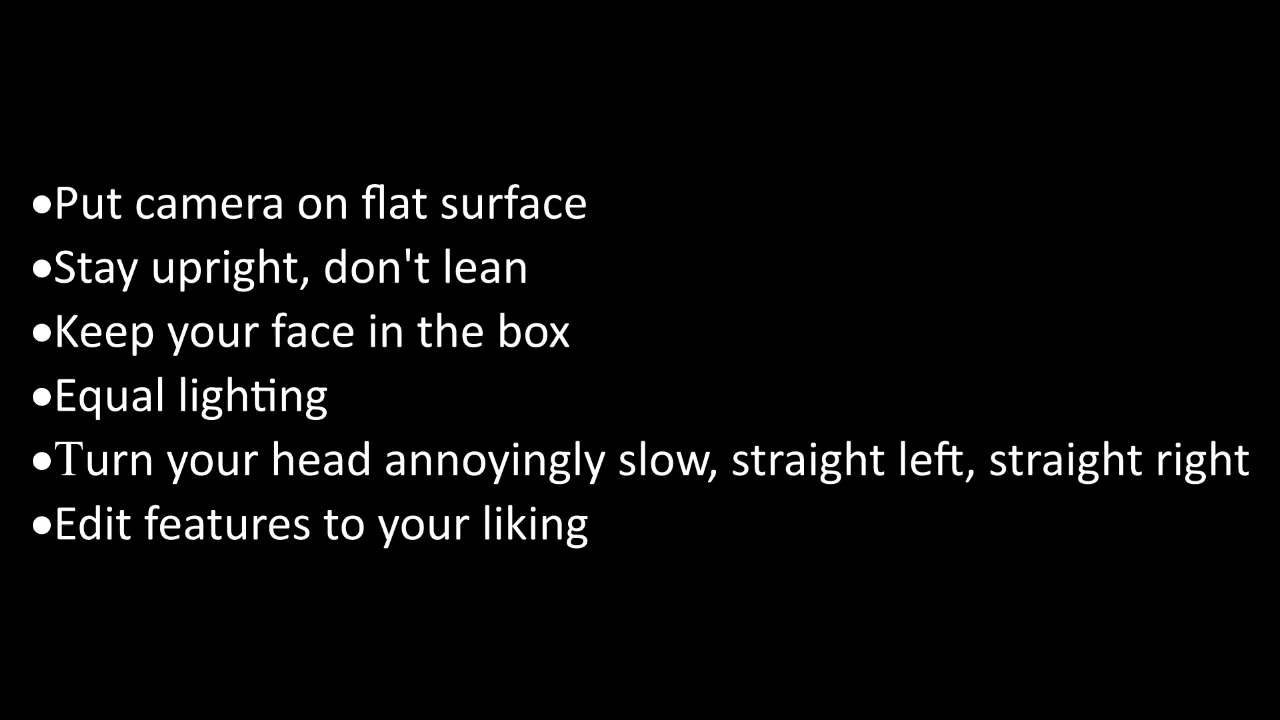 •Put camera on flat surface
•Stay upright, don't lean
•Keep your face in the box
•Equal lighting
•Turn your head annoyingly slow, straight left, straight right
•Edit features to your liking